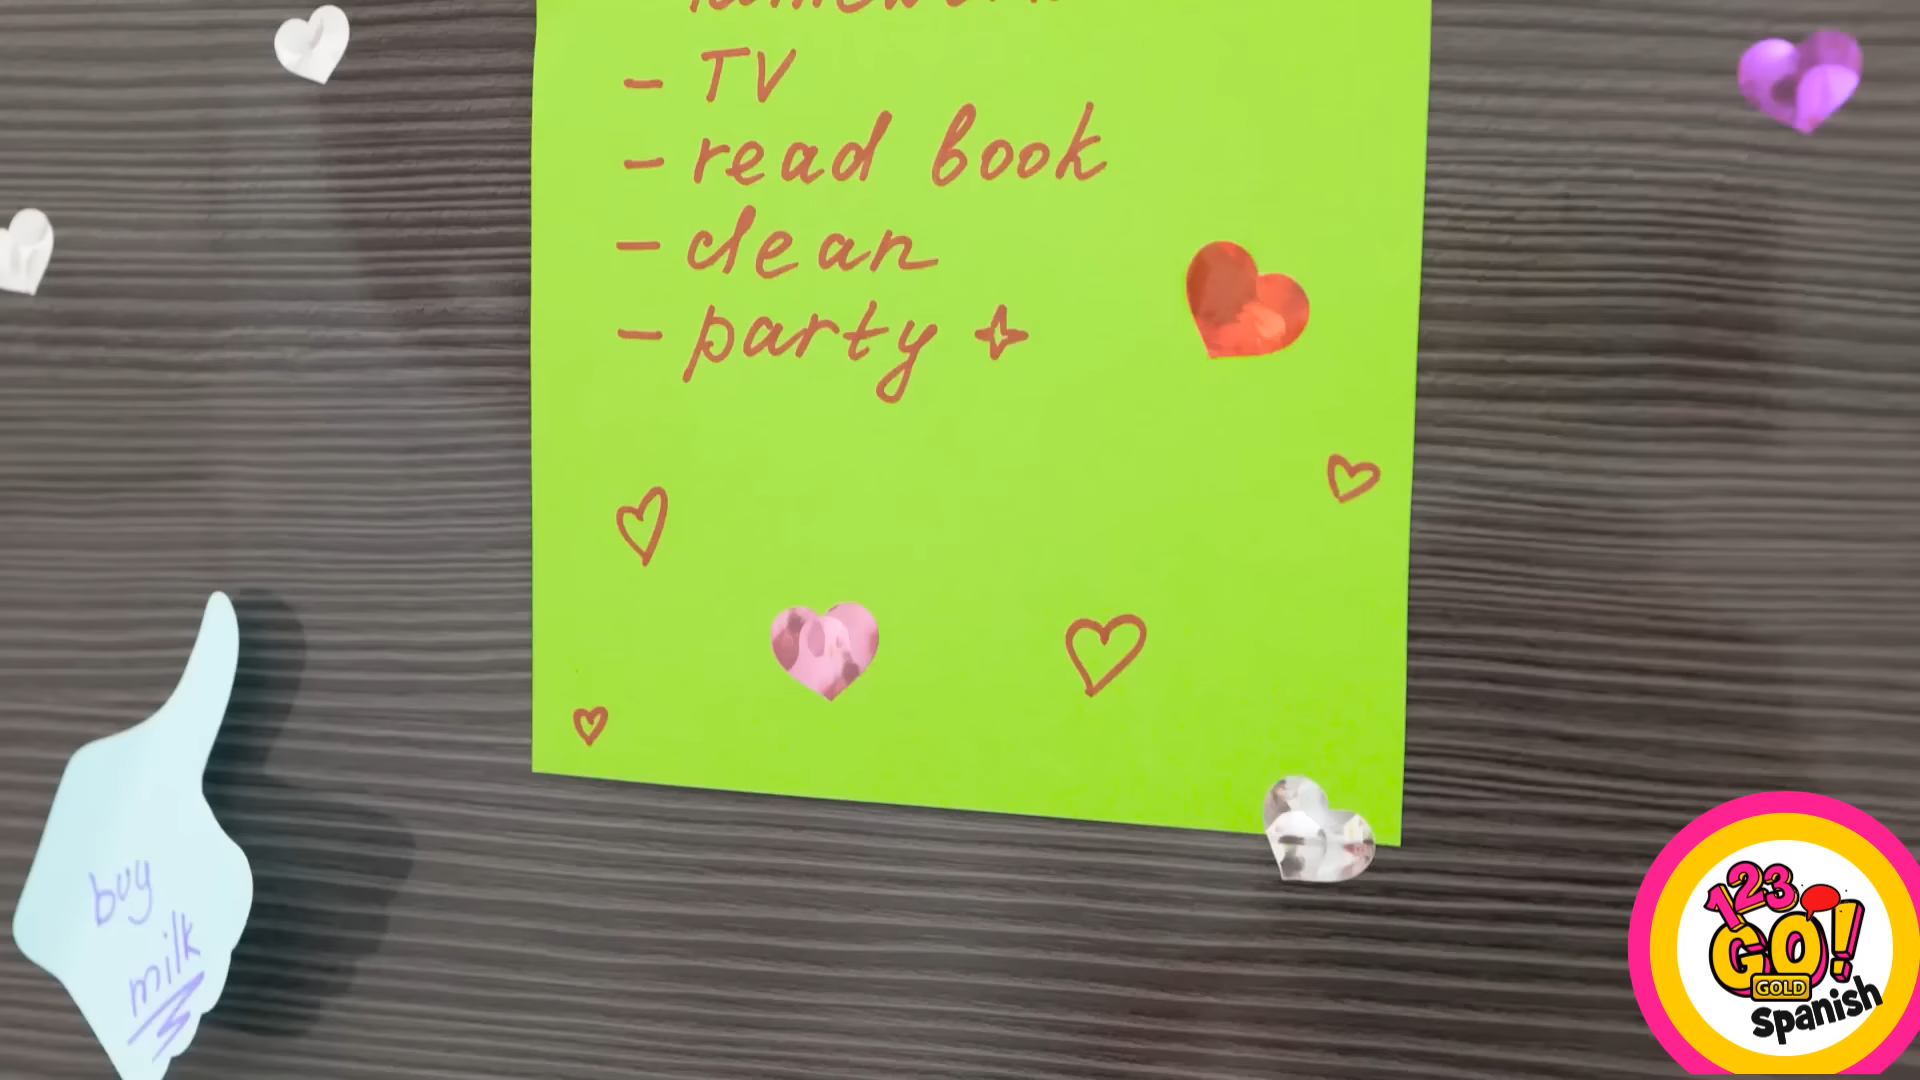 - TV
- read book
- clean
- party
buy
milk
123
GO!
GOLD
Spanish